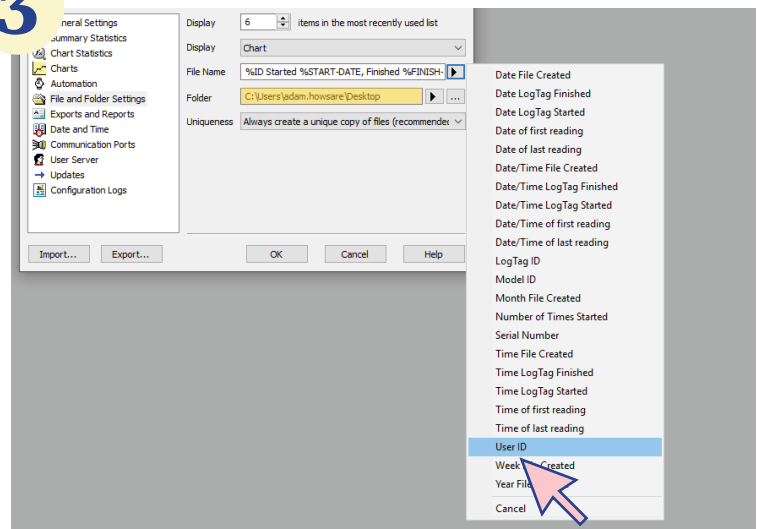 3
General Settings
Summary Statistics
Chart Statistics
Charts
Automation
File and Folder Settings
Exports and Reports
Date and Time
Communication Ports
User Server
Updates
Configuration Logs
Display 6 items in the most recently used list
Display Chart
File Name %ID Started %START-DATE, Finished %FINISH-
Folder C:\Users\adam.howsare\Desktop ...
Uniqueness Always create a unique copy of files (recommended
Import... Export... OK Cancel Help
Date File Created
Date LogTag Finished
Date LogTag Started
Date of first reading
Date of last reading
Date/Time File Created
Date/Time LogTag Finished
Date/Time LogTag Started
Date/Time of first reading
Date/Time of last reading
LogTag ID
Model ID
Month File Created
Number of Times Started
Serial Number
Time File Created
Time LogTag Finished
Time LogTag Started
Time of first reading
Time of last reading
User ID
Week Created
Year File
Cancel